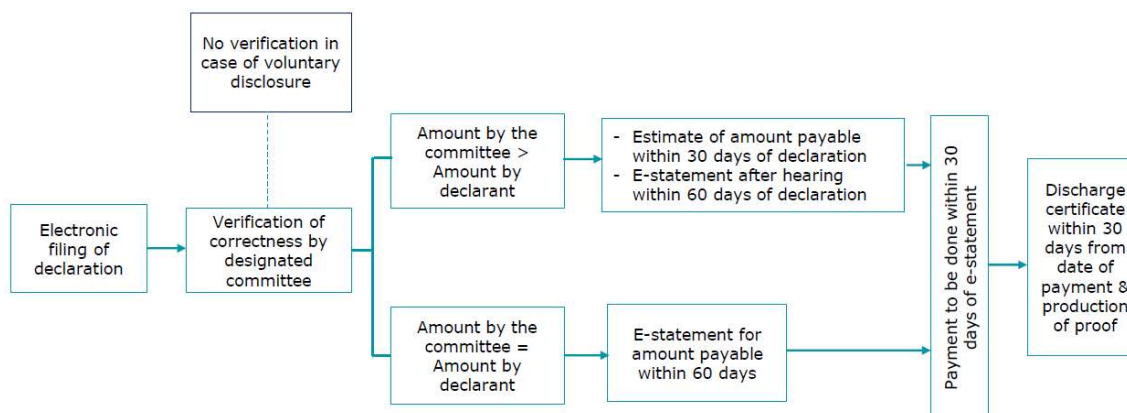 No verification in
case of voluntary
disclosure
Electronic
filing of
declaration
Verification of
correctness by
designated
committee
Amount by the
committee >
Amount by
declarant
- Estimate of amount payable
within 30 days of declaration
- E-statement after hearing
within 60 days of declaration
Amount by the
committee =
Amount by
declarant
E-statement for
amount payable
within 60 days
Payment to be done within 30
days of e-statement
Discharge
certificate
within 30
days from
date of
payment &
production
of proof